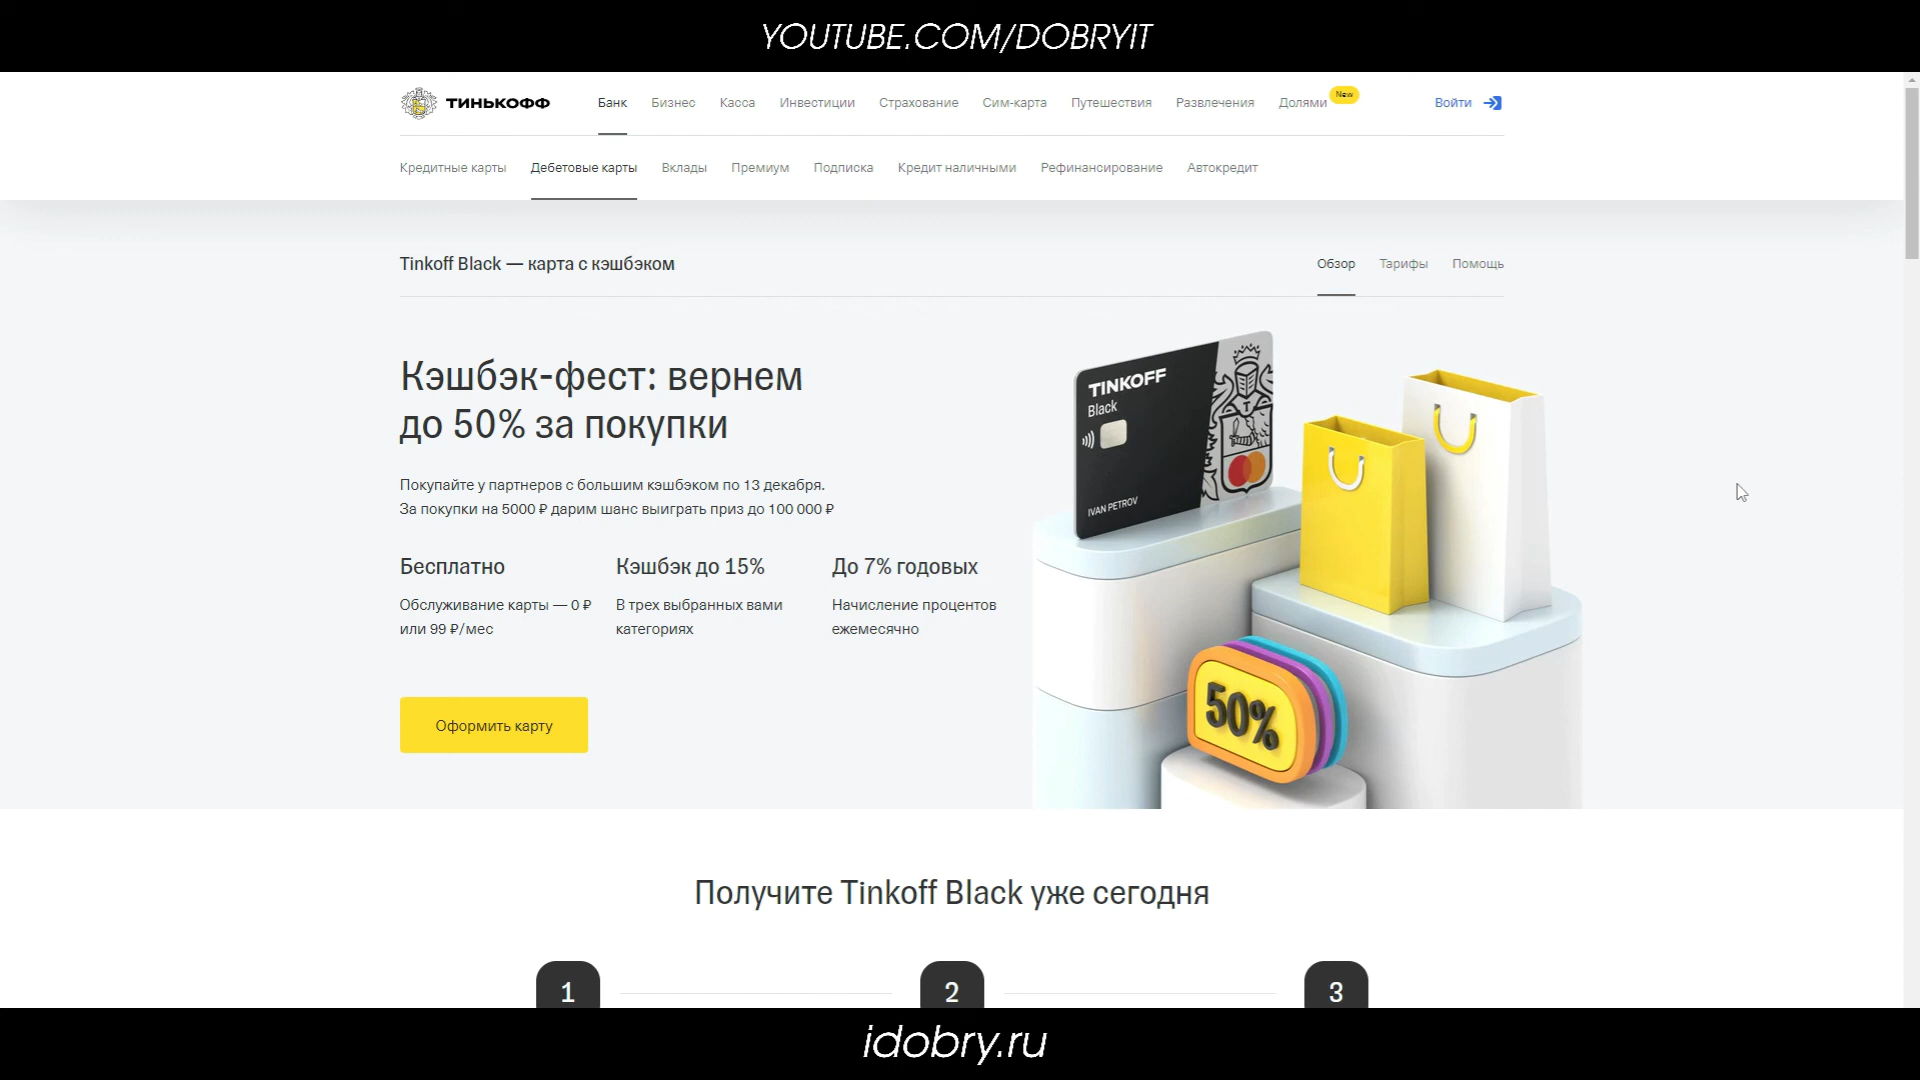 YOUTUBE.COM/DOBRYIT
ТИНЬКОФФ
Банк Бизнес Касса Инвестиции Страхование Сим-карта Путешествия Развлечения Долями New Войти
Кредитные карты Дебетовые карты Вклады Премиум Подписка Кредит наличными Рефинансирование Автокредит
Tinkoff Black — карта с кэшбэком
Обзор Тарифы Помощь
Кэшбэк-фест: вернем
до 50% за покупки
Покупайте у партнеров с большим кэшбэком по 13 декабря.
За покупки на 5000 ₽ дарим шанс выиграть приз до 100 000 ₽
Бесплатно
Обслуживание карты — 0 ₽
или 99 ₽/мес
Кэшбэк до 15%
В трех выбранных вами
категориях
До 7% годовых
Начисление процентов
ежемесячно
Оформить карту
TINKOFF
Black
IVAN PETROV
T
50%
Получите Tinkoff Black уже сегодня
1 2 3
idobry.ru